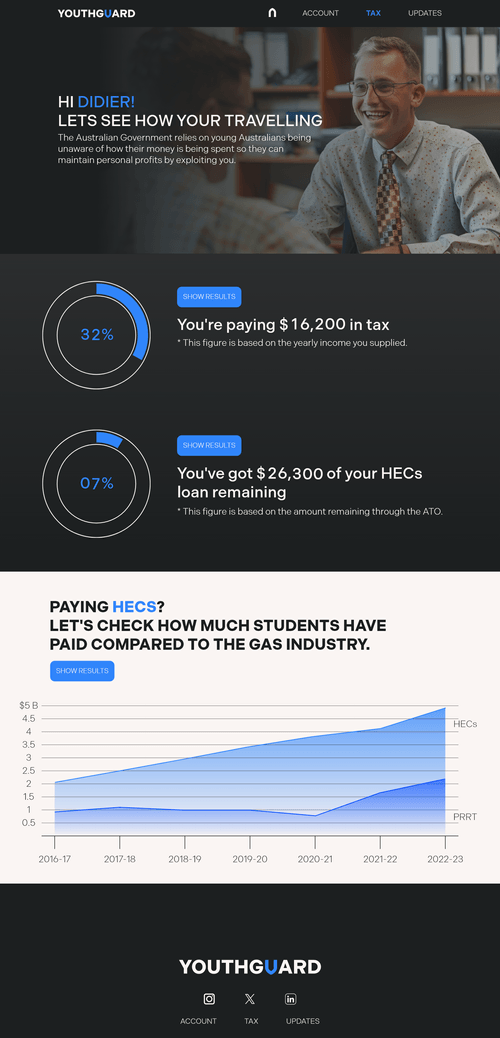 YOUTHGUARD
ACCOUNT
TAX
UPDATES
HI DIDIER!
LETS SEE HOW YOUR TRAVELLING
The Australian Government relies on young Australians being
unaware of how their money is being spent so they can
maintain personal profits by exploiting you.
32%
SHOW RESULTS
You're paying $16,200 in tax
* This figure is based on the yearly income you supplied.
07%
SHOW RESULTS
You've got $26,300 of your HECs
loan remaining
* This figure is based on the amount remaining through the ATO.
PAYING HECS?
LET'S CHECK HOW MUCH STUDENTS HAVE
PAID COMPARED TO THE GAS INDUSTRY.
SHOW RESULTS
$5 B
4.5
4
3.5
3
2.5
2
1.5
1
0.5
HECs
PRRT
2016-17
2017-18
2018-19
2019-20
2020-21
2021-22
2022-23
YOUTHGUARD
ACCOUNT
TAX
UPDATES